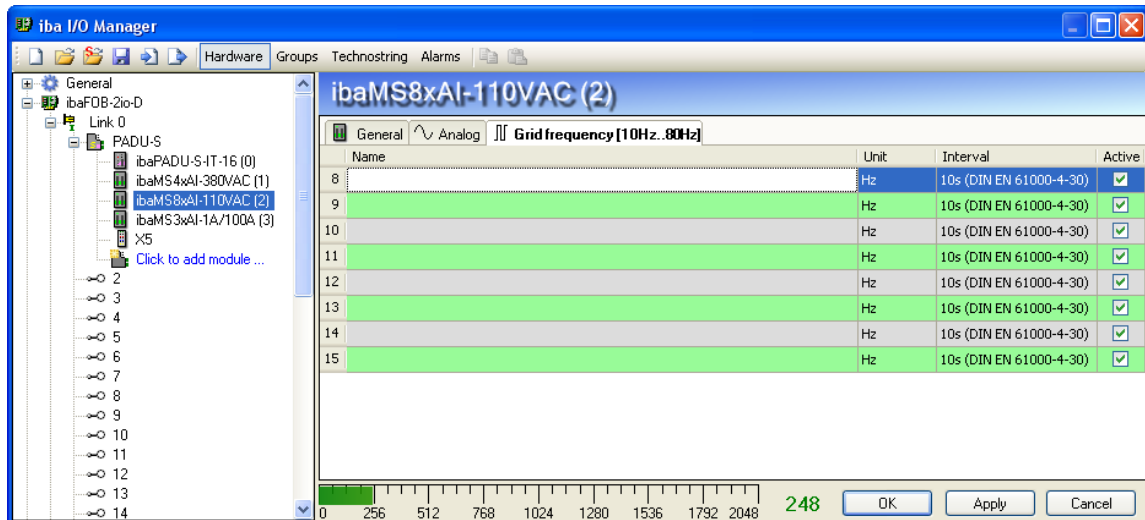 iba I/O Manager
Hardware Groups Technostring Alarms
General
ibaFOB-2io-D
Link 0
PADU-S
ibaPADU-S-IT-16 (0)
ibaMS4xAI-380VAC (1)
ibaMS8xAI-110VAC (2)
ibaMS3xAI-1A/100A (3)
X5
Click to add module ...
2
3
4
5
6
7
8
9
10
11
12
13
14
ibaMS8xAI-110VAC (2)
General Analog Grid frequency [10Hz..80Hz]
Name Unit Interval Active
8 Hz 10s (DIN EN 61000-4-30)
9 Hz 10s (DIN EN 61000-4-30)
10 Hz 10s (DIN EN 61000-4-30)
11 Hz 10s (DIN EN 61000-4-30)
12 Hz 10s (DIN EN 61000-4-30)
13 Hz 10s (DIN EN 61000-4-30)
14 Hz 10s (DIN EN 61000-4-30)
15 Hz 10s (DIN EN 61000-4-30)
0 256 512 768 1024 1280 1536 1792 2048
248 OK Apply Cancel